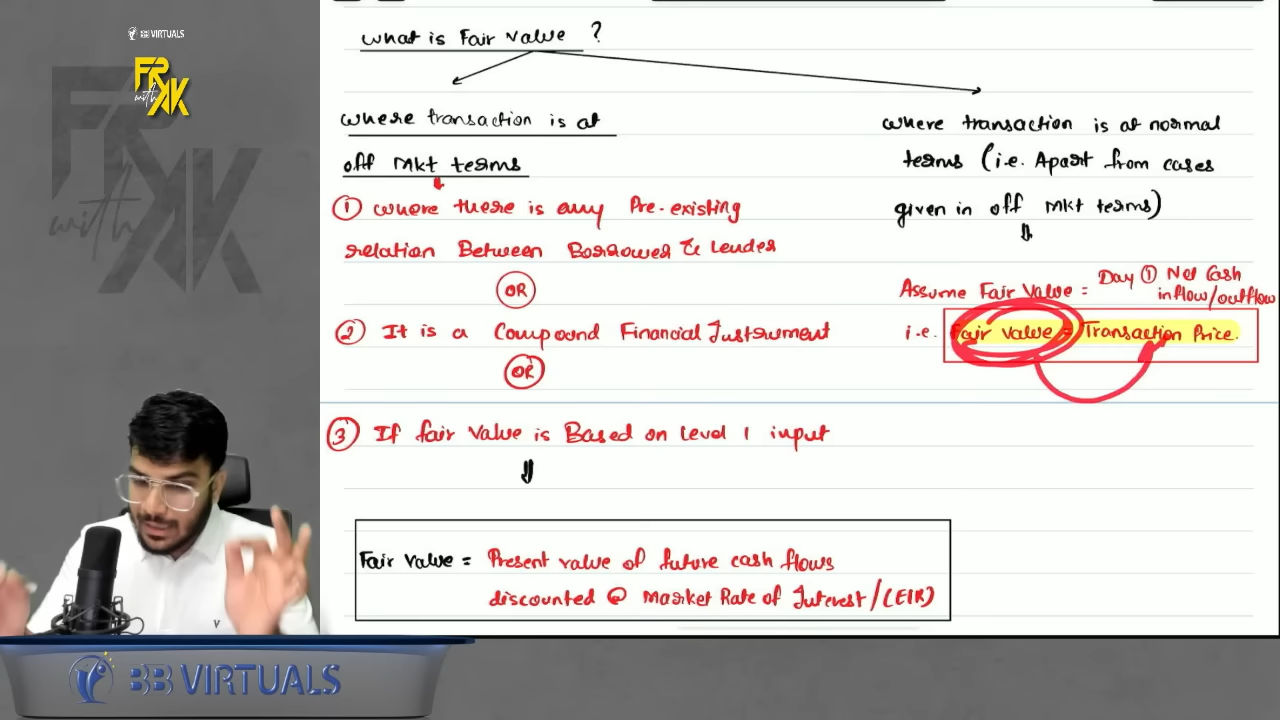 BB VIRTUALS
FR
with
AK
FR
with
AK
What is Fair Value ?
where transaction is at
off Mkt terms
① where there is any Pre-existing
relation Between Borrower & Lender
OR
② It is a Compound Financial Instrument
OR
③ If fair value is Based on Level 1 input
Fair Value = Present value of future cash flows
discounted @ Market Rate of Interest/(EIR)
where transaction is at normal
terms (i.e. Apart from cases
given in off Mkt terms)
Assume Fair Value = Day ① Net Cash
inflow/outflow
i.e. Fair Value = Transaction Price.
BB VIRTUALS